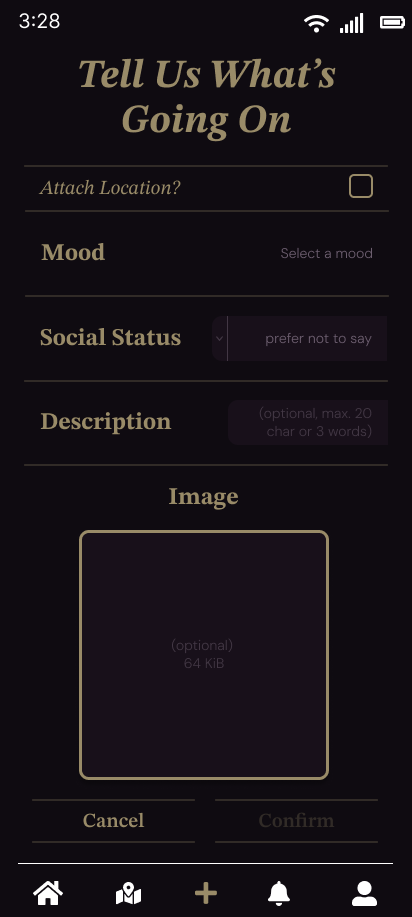 3:28
Tell Us What's
Going On
Attach Location?
Mood
Select a mood
Social Status
prefer not to say
Description
(optional, max. 20
char or 3 words)
Image
(optional)
64 KiB
Cancel
Confirm